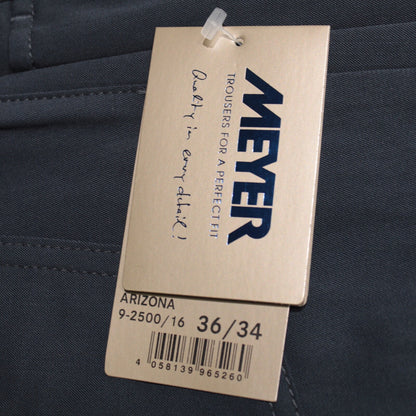 MEYER
TROUSERS FOR A PERFECT FIT
Quality in every detail!
ARIZONA
9-2500/16 36/34
4 058139 965260